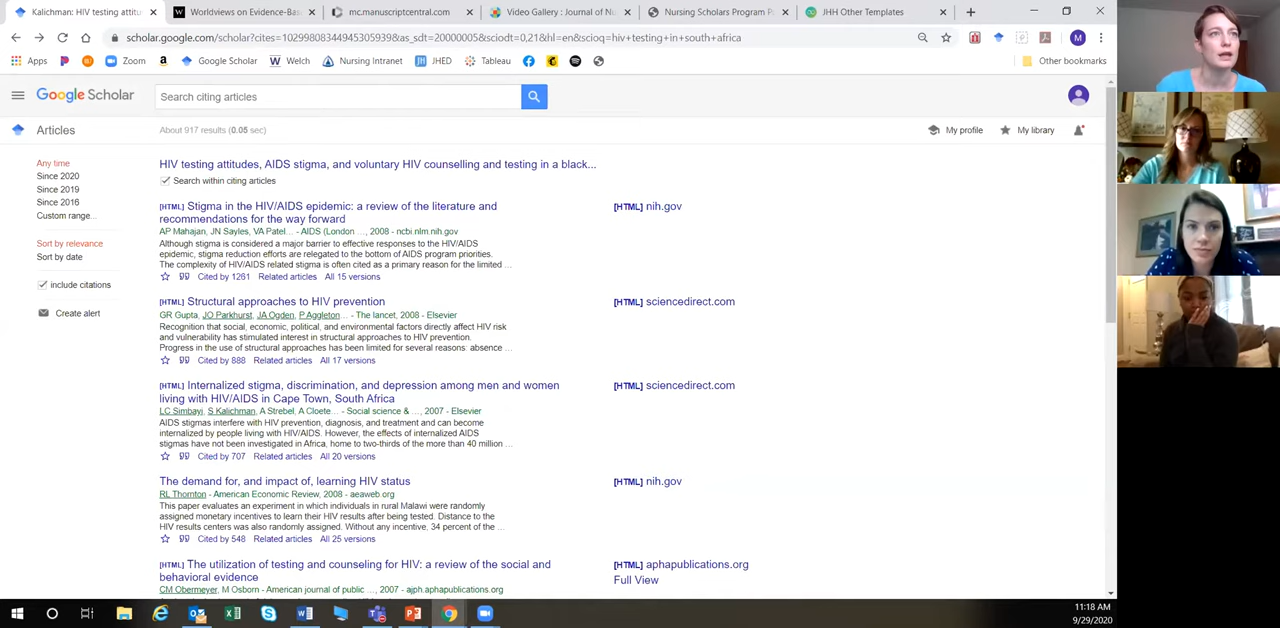 Kalichman: HIV testing attitu
Worldviews on Evidence-Bas
mc.manuscriptcentral.com
Video Gallery : Journal of Nu
Nursing Scholars Program P
JHH Other Templates
scholar.google.com/scholar?cites=10299808344945305939&as_sdt=20000005&sciodt=0,21&hl=en&scioq=hiv+testing+in+south+africa
M
Apps
Zoom
Google Scholar
Welch
Nursing Intranet
JHED
Tableau
Other bookmarks
Google Scholar
Search citing articles
Articles
About 917 results (0.05 sec)
My profile
My library
Any time
Since 2020
Since 2019
Since 2016
Custom range...
Sort by relevance
Sort by date
include citations
Create alert
HIV testing attitudes, AIDS stigma, and voluntary HIV counselling and testing in a black...
Search within citing articles
[HTML] Stigma in the HIV/AIDS epidemic: a review of the literature and
recommendations for the way forward
AP Mahajan, JN Sayles, VA Patel... - AIDS (London ..., 2008 - ncbi.nlm.nih.gov
Although stigma is considered a major barrier to effective responses to the HIV/AIDS
epidemic, stigma reduction efforts are relegated to the bottom of AIDS program priorities.
The complexity of HIV/AIDS related stigma is often cited as a primary reason for the limited ...
Cited by 1261 Related articles All 15 versions
[HTML] nih.gov
[HTML] Structural approaches to HIV prevention
GR Gupta, JO Parkhurst, JA Ogden, P Aggleton... - The lancet, 2008 - Elsevier
Recognition that social, economic, political, and environmental factors directly affect HIV risk
and vulnerability has stimulated interest in structural approaches to HIV prevention.
Progress in the use of structural approaches has been limited for several reasons: absence ...
Cited by 888 Related articles All 17 versions
[HTML] sciencedirect.com
[HTML] Internalized stigma, discrimination, and depression among men and women
living with HIV/AIDS in Cape Town, South Africa
LC Simbayi, S Kalichman, A Strebel, A Cloete... - Social science & ..., 2007 - Elsevier
AIDS stigmas interfere with HIV prevention, diagnosis, and treatment and can become
internalized by people living with HIV/AIDS. However, the effects of internalized AIDS
stigmas have not been investigated in Africa, home to two-thirds of the more than 40 million ...
Cited by 707 Related articles All 20 versions
[HTML] sciencedirect.com
The demand for, and impact of, learning HIV status
RL Thornton - American Economic Review, 2008 - aeaweb.org
This paper evaluates an experiment in which individuals in rural Malawi were randomly
assigned monetary incentives to learn their HIV results after being tested. Distance to the
HIV results centers was also randomly assigned. Without any incentive, 34 percent of the ...
Cited by 548 Related articles All 25 versions
[HTML] nih.gov
[HTML] The utilization of testing and counseling for HIV: a review of the social and
behavioral evidence
CM Obermeyer, M Osborn - American journal of public ..., 2007 - ajph.aphapublications.org
[HTML] aphapublications.org
Full View
11:18 AM
9/29/2020